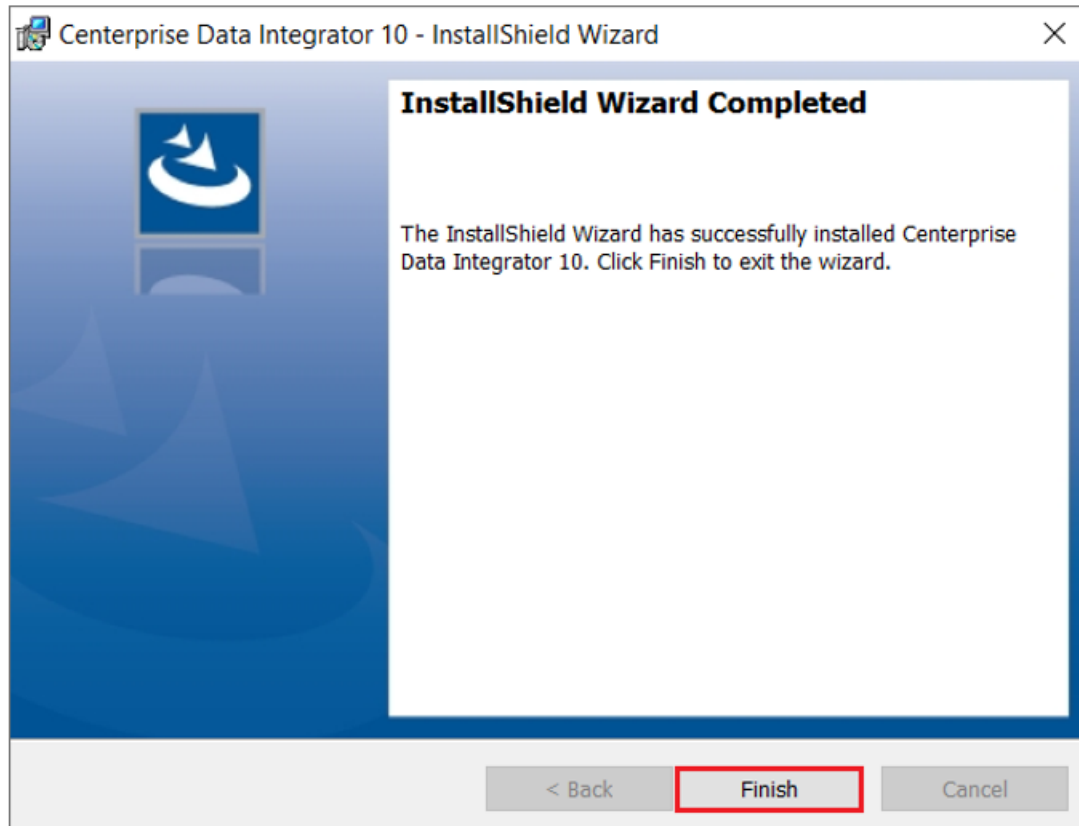 Centerprise Data Integrator 10 - InstallShield Wizard
InstallShield Wizard Completed
The InstallShield Wizard has successfully installed Centerprise
Data Integrator 10. Click Finish to exit the wizard.
< Back
Finish
Cancel